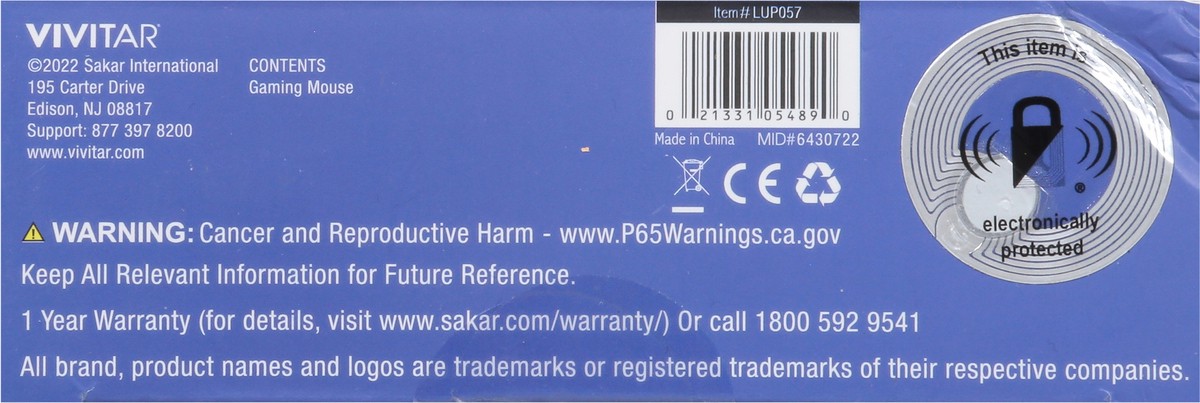 VIVITAR®
©2022 Sakar International
195 Carter Drive
Edison, NJ 08817
Support: 877 397 8200
www.vivitar.com
CONTENTS
Gaming Mouse
Item# LUP057
0 21331 05489 0
Made in China MID#6430722
CE
This item is
®
electronically
protected
WARNING: Cancer and Reproductive Harm - www.P65Warnings.ca.gov
Keep All Relevant Information for Future Reference.
1 Year Warranty (for details, visit www.sakar.com/warranty/) Or call 1800 592 9541
All brand, product names and logos are trademarks or registered trademarks of their respective companies.